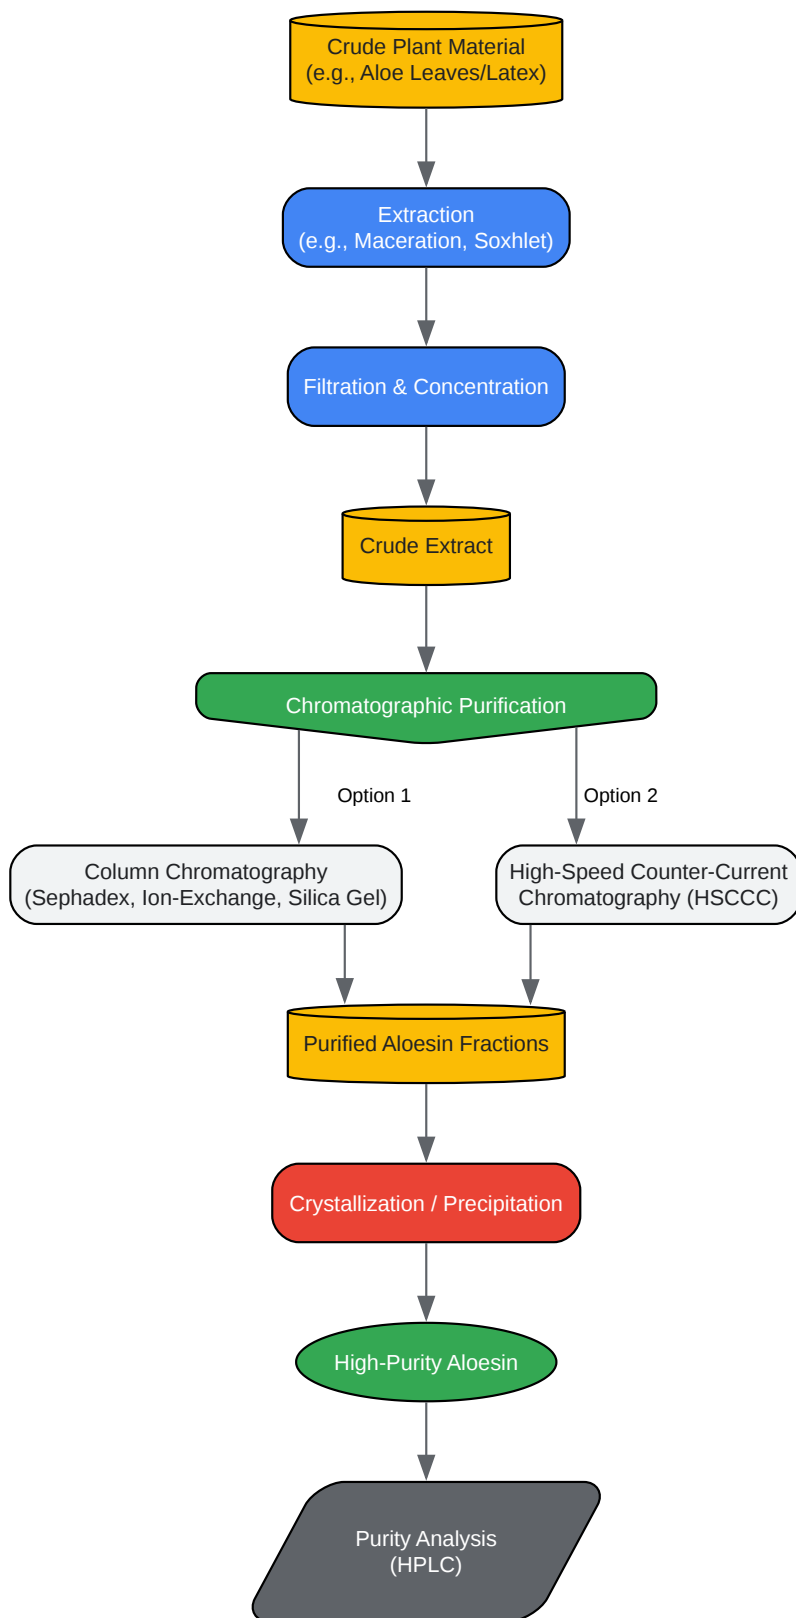 Crude Plant Material
(e.g., Aloe Leaves/Latex)
Extraction
(e.g., Maceration, Soxhlet)
Filtration & Concentration
Crude Extract
Chromatographic Purification
Option 1
Option 2
Column Chromatography
(Sephadex, Ion-Exchange, Silica Gel)
High-Speed Counter-Current
Chromatography (HSCCC)
Purified Aloesin Fractions
Crystallization / Precipitation
High-Purity Aloesin
Purity Analysis
(HPLC)